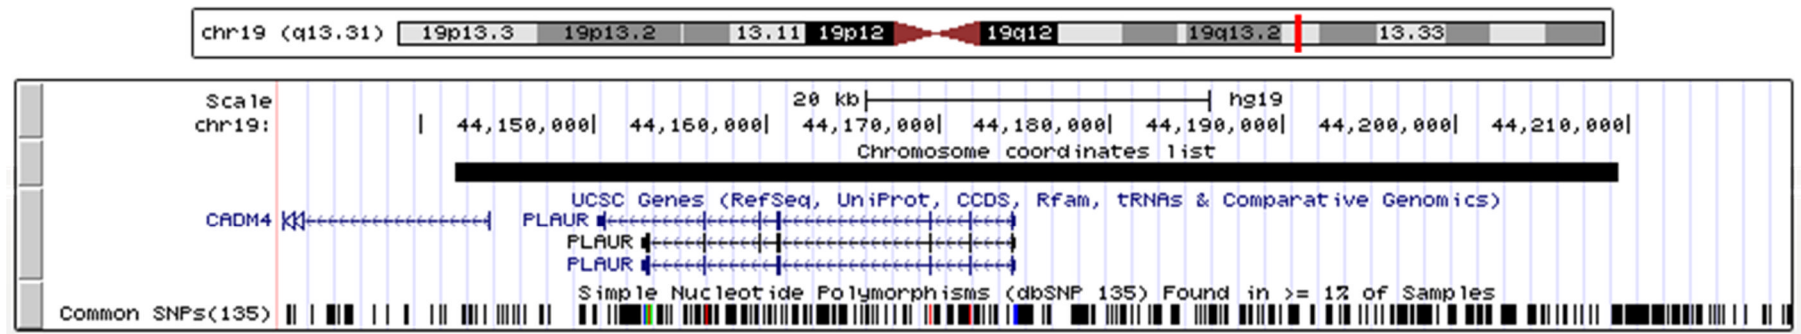 chr19 (q13.31) 19p13.3 19p13.2 13.11 19p12 19q12 19q13.2 13.33
Scale 20 kb hg19
chr19: 44,150,000 44,160,000 44,170,000 44,180,000 44,190,000 44,200,000 44,210,000
Chromosome coordinates list
UCSC Genes (RefSeq, UniProt, CCDS, Rfam, tRNAs & Comparative Genomics)
CADM4 PLAUR
PLAUR
PLAUR
Simple Nucleotide Polymorphisms (dbSNP 135) Found in >= 1% of Samples
Common SNPs(135)